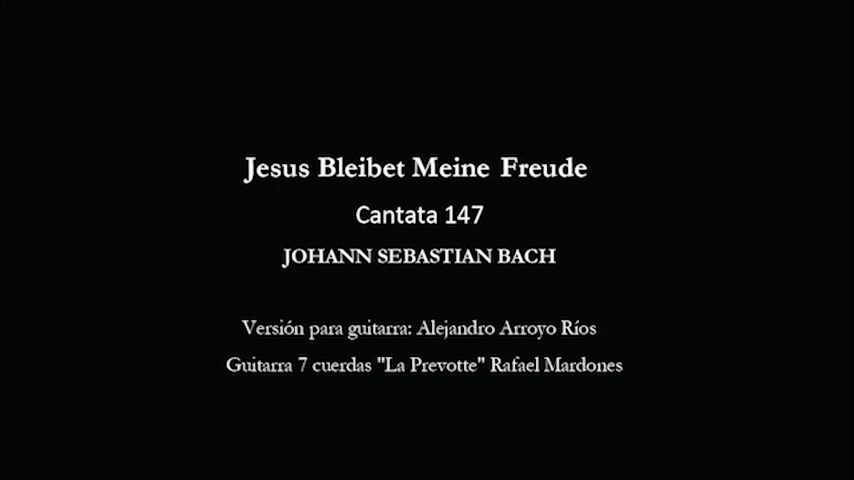 Jesus Bleibet Meine Freude
Cantata 147
JOHANN SEBASTIAN BACH
Versión para guitarra: Alejandro Arroyo Ríos
Guitarra 7 cuerdas "La Prevotte" Rafael Mardones